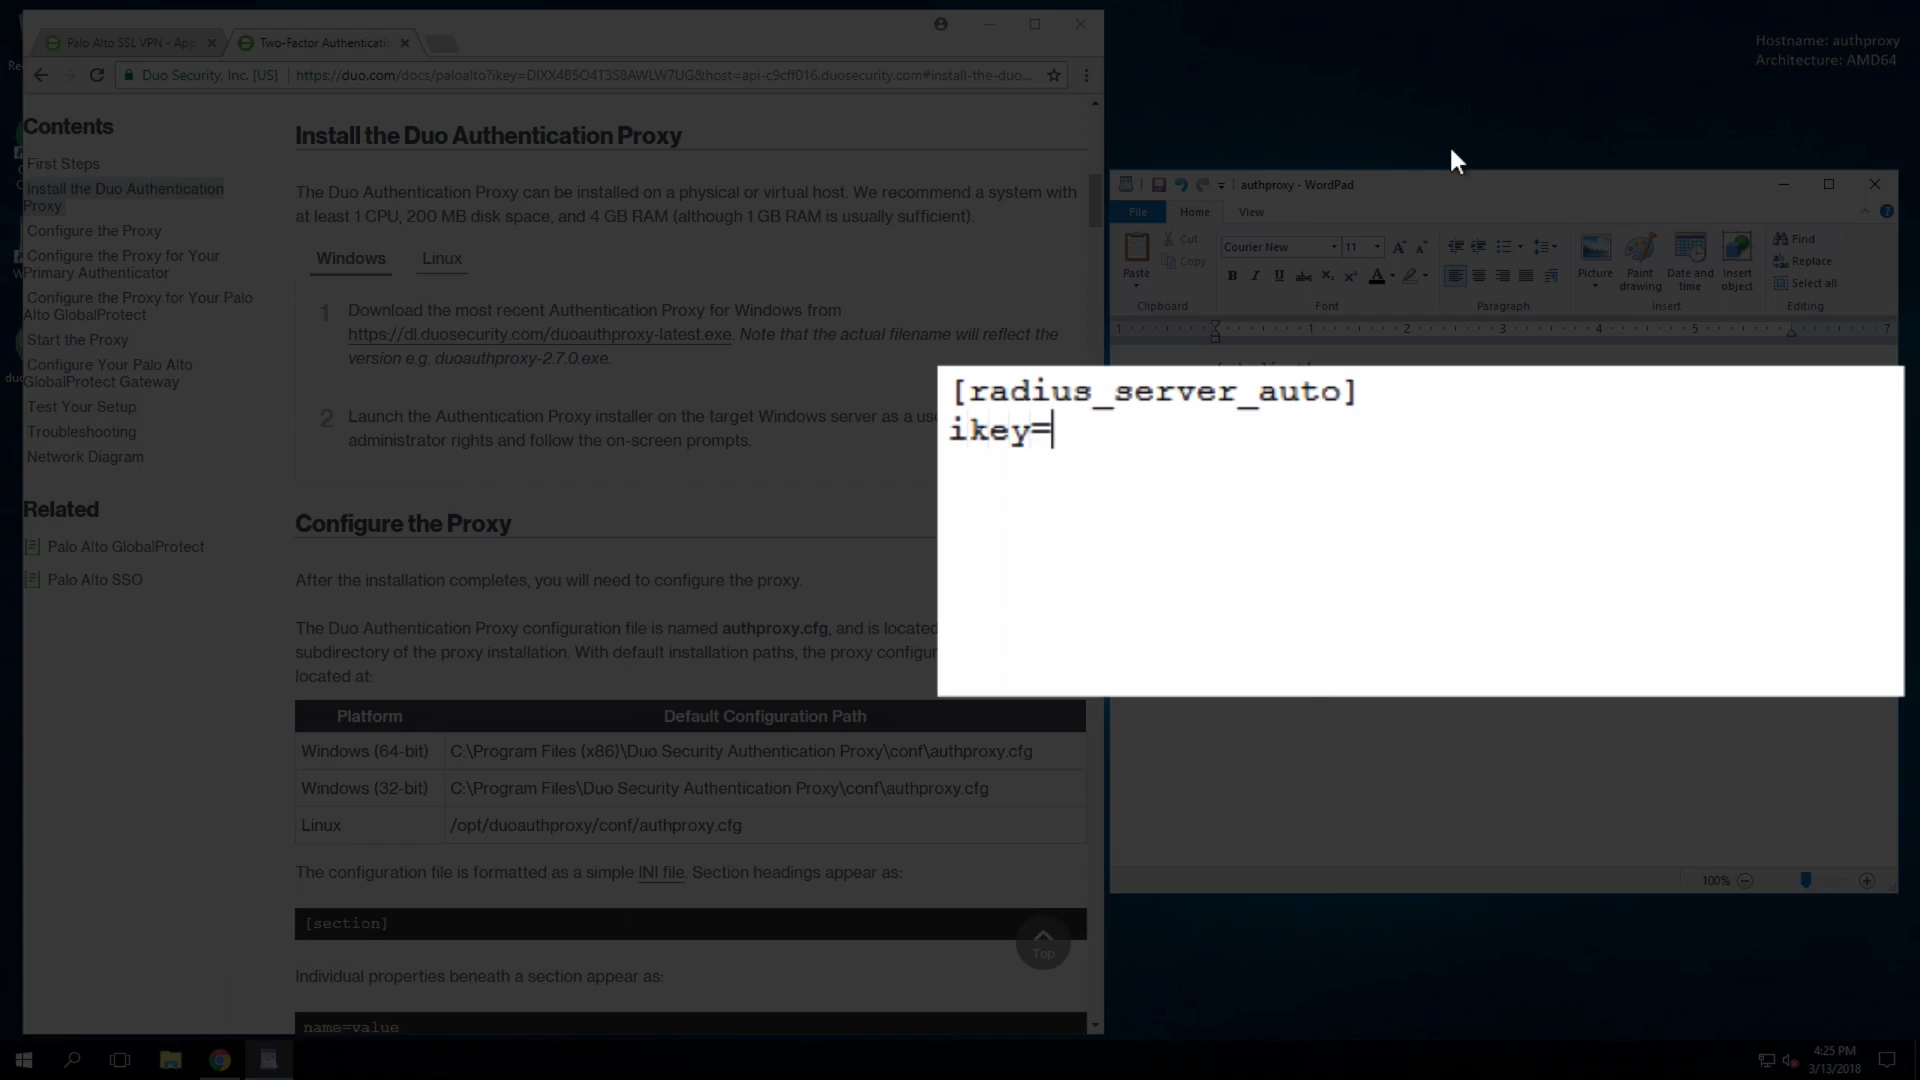 Hostname: authproxy
Architecture: AMD64
Palo Alto SSL VPN - App
Two-Factor Authenticatic
Duo Security, Inc. [US]
https://duo.com/docs/paloalto?ikey=DIXX4B5O4T3S8AWLW7UG&host=api-c9cff016.duosecurity.com#install-the-duo...
Contents
First Steps
Install the Duo Authentication
Proxy
Configure the Proxy
Configure the Proxy for Your
Primary Authenticator
Configure the Proxy for Your Palo
Alto GlobalProtect
Start the Proxy
Configure Your Palo Alto
GlobalProtect Gateway
Test Your Setup
Troubleshooting
Network Diagram
Related
Palo Alto GlobalProtect
Palo Alto SSO
Install the Duo Authentication Proxy
The Duo Authentication Proxy can be installed on a physical or virtual host. We recommend a system with
at least 1 CPU, 200 MB disk space, and 4 GB RAM (although 1 GB RAM is usually sufficient).
Windows
Linux
1
Download the most recent Authentication Proxy for Windows from
https://dl.duosecurity.com/duoauthproxy-latest.exe. Note that the actual filename will reflect the
version e.g. duoauthproxy-2.7.0.exe.
2
Launch the Authentication Proxy installer on the target Windows server as a use
administrator rights and follow the on-screen prompts.
Configure the Proxy
After the installation completes, you will need to configure the proxy.
The Duo Authentication Proxy configuration file is named authproxy.cfg, and is located
subdirectory of the proxy installation. With default installation paths, the proxy configur
located at:
Platform
Default Configuration Path
Windows (64-bit)
C:\Program Files (x86)\Duo Security Authentication Proxy\conf\authproxy.cfg
Windows (32-bit)
C:\Program Files\Duo Security Authentication Proxy\conf\authproxy.cfg
Linux
/opt/duoauthproxy/conf/authproxy.cfg
The configuration file is formatted as a simple INI file. Section headings appear as:
[section]
Top
Individual properties beneath a section appear as:
name=value
authproxy - WordPad
File
Home
View
Paste
Cut
Copy
Clipboard
Courier New
11
Font
Paragraph
Picture
Paint
drawing
Date and
time
Insert
object
Insert
Find
Replace
Select all
Editing
1 1 2 3 4 5 7
[radius_server_auto]
ikey=
100%
4:25 PM
3/13/2018